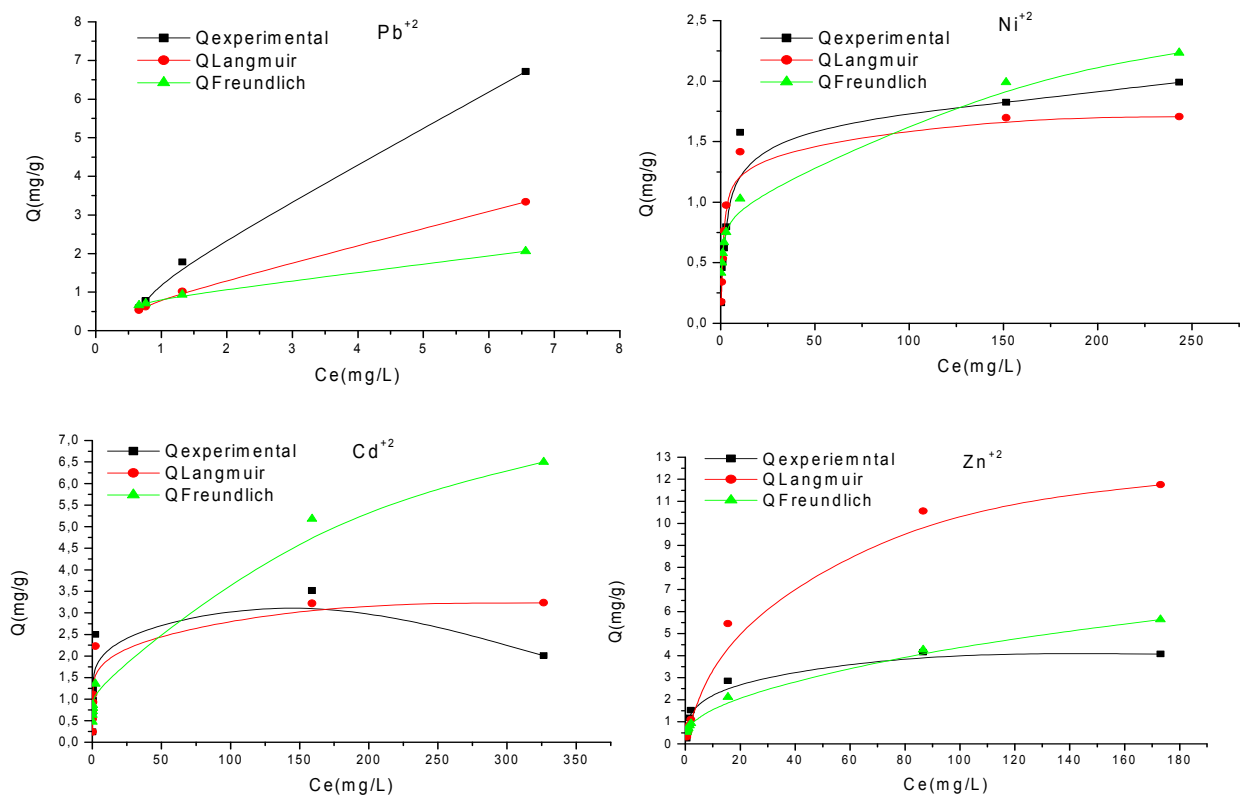 Pb+2
Qexperimental
QLangmuir
QFreundlich
Q(mg/g)
8
7
6
5
4
3
2
1
0
0 1 2 3 4 5 6 7 8
Ce(mg/L)
Ni+2
Qexperimental
QLangmuir
QFreundlich
Q(mg/g)
2,5
2,0
1,5
1,0
0,5
0,0
0 50 100 150 200 250
Ce(mg/L)
Cd+2
Qexperimental
QLangmuir
QFreundlich
Q(mg/g)
7,0
6,5
6,0
5,5
5,0
4,5
4,0
3,5
3,0
2,5
2,0
1,5
1,0
0,5
0,0
0 50 100 150 200 250 300 350
Ce(mg/L)
Zn+2
Qexperiemntal
QLangmuir
QFreundlich
Q(mg/g)
13
12
11
10
9
8
7
6
5
4
3
2
1
0
0 20 40 60 80 100 120 140 160 180
Ce(mg/L)